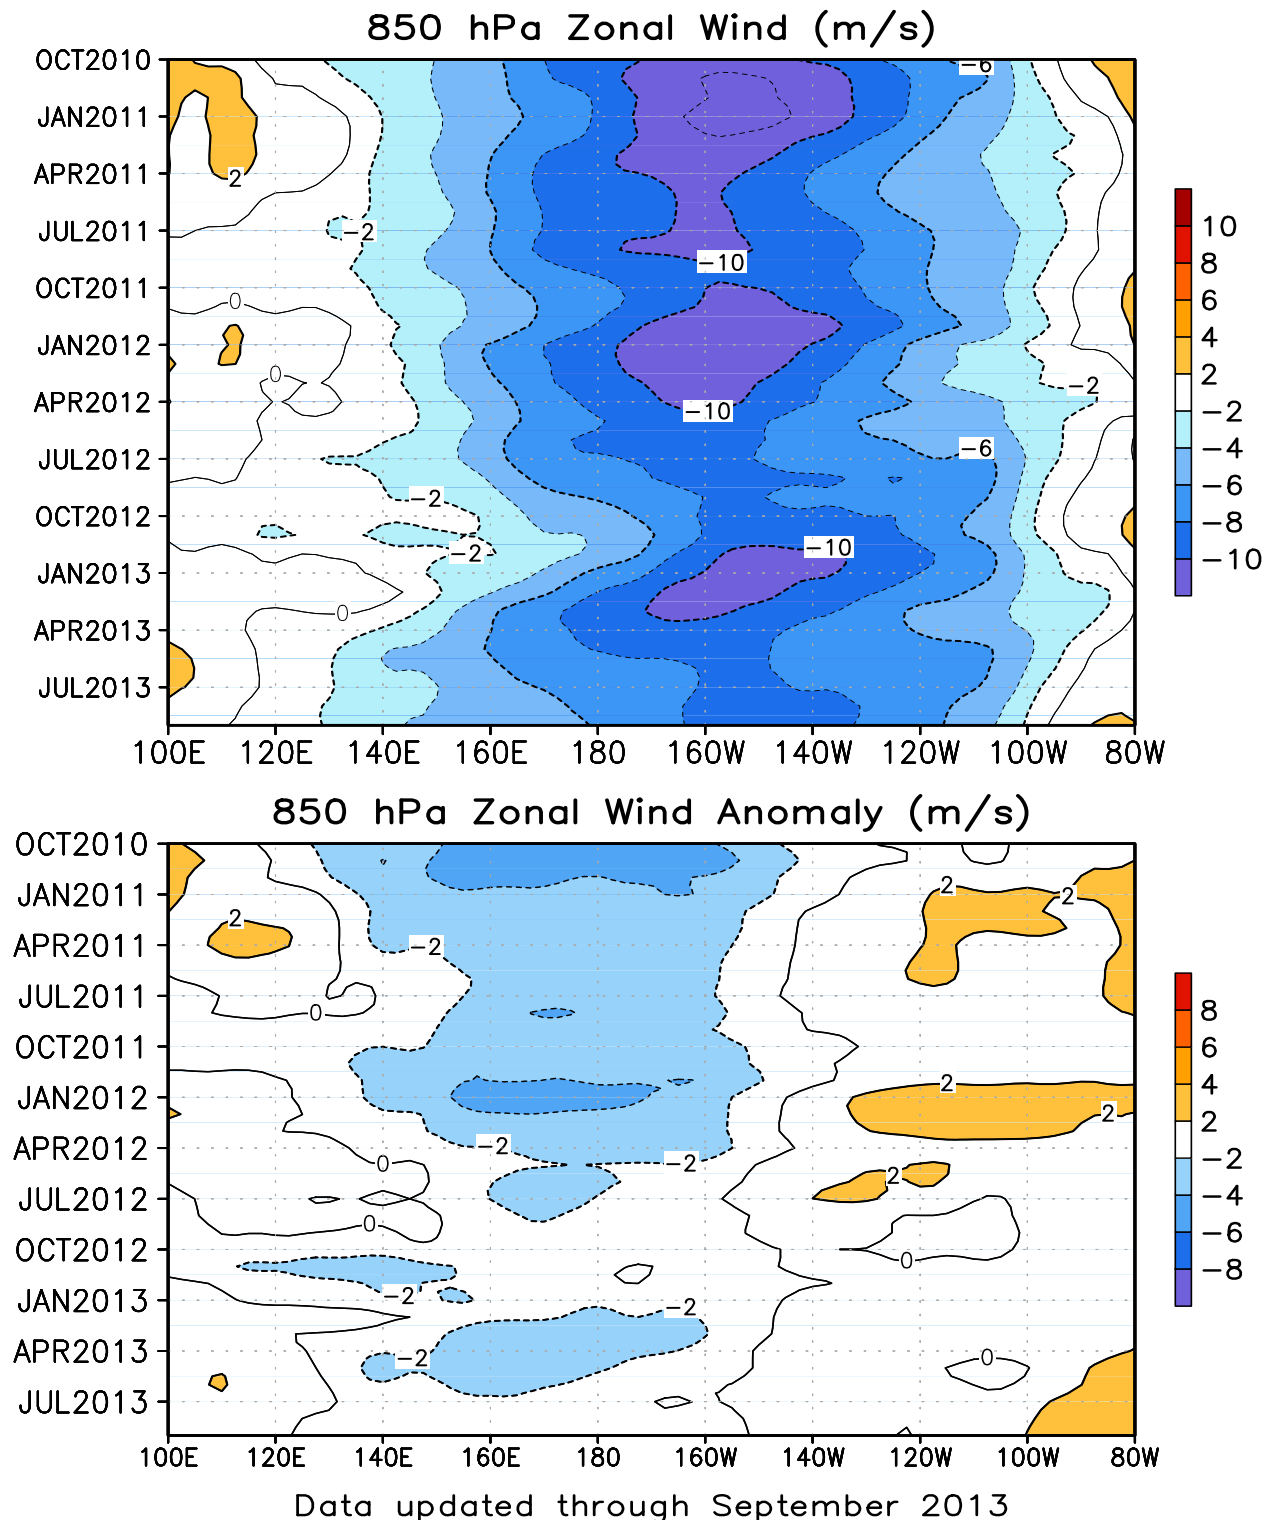 850 hPa Zonal Wind (m/s)
OCT2010
JAN2011
APR2011
JUL2011
OCT2011
JAN2012
APR2012
JUL2012
OCT2012
JAN2013
APR2013
JUL2013
−6
2
−2
−10
0
0
−2
−10
−6
−2
−10
−2
0
10
8
6
4
2
−2
−4
−6
−8
−10
100E 120E 140E 160E 180 160W 140W 120W 100W 80W
850 hPa Zonal Wind Anomaly (m/s)
OCT2010
JAN2011
APR2011
JUL2011
OCT2011
JAN2012
APR2012
JUL2012
OCT2012
JAN2013
APR2013
JUL2013
2
2
2
−2
0
2
2
−2
0
−2
2
0
0
−2
−2
−2
0
8
6
4
2
−2
−4
−6
−8
100E 120E 140E 160E 180 160W 140W 120W 100W 80W
Data updated through September 2013